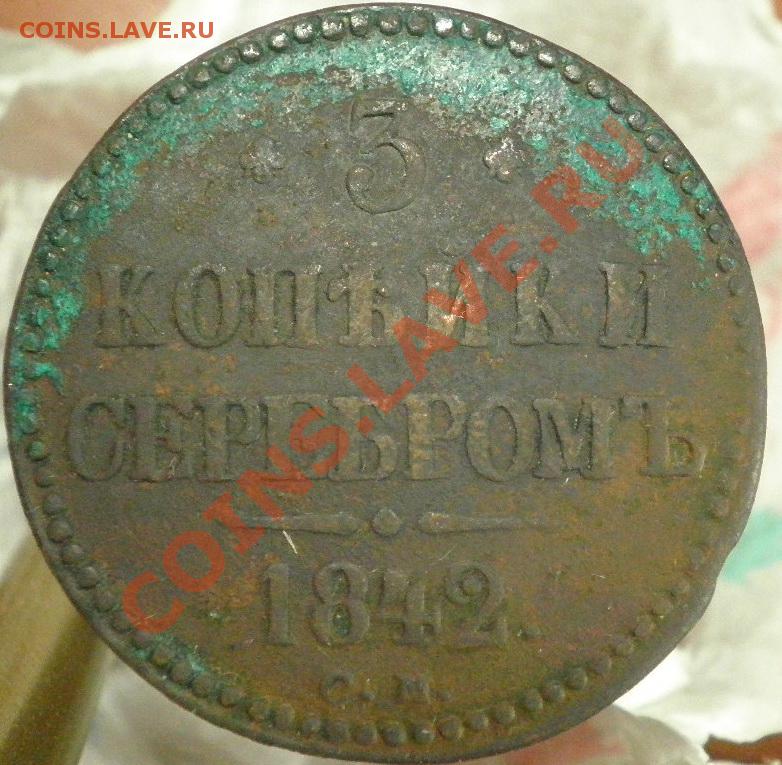 COINS.LAVE.RU
3
КОПѢЙКИ
СЕРЕБРОМЪ
1842.
С.М.
COINS.LAVE.RU